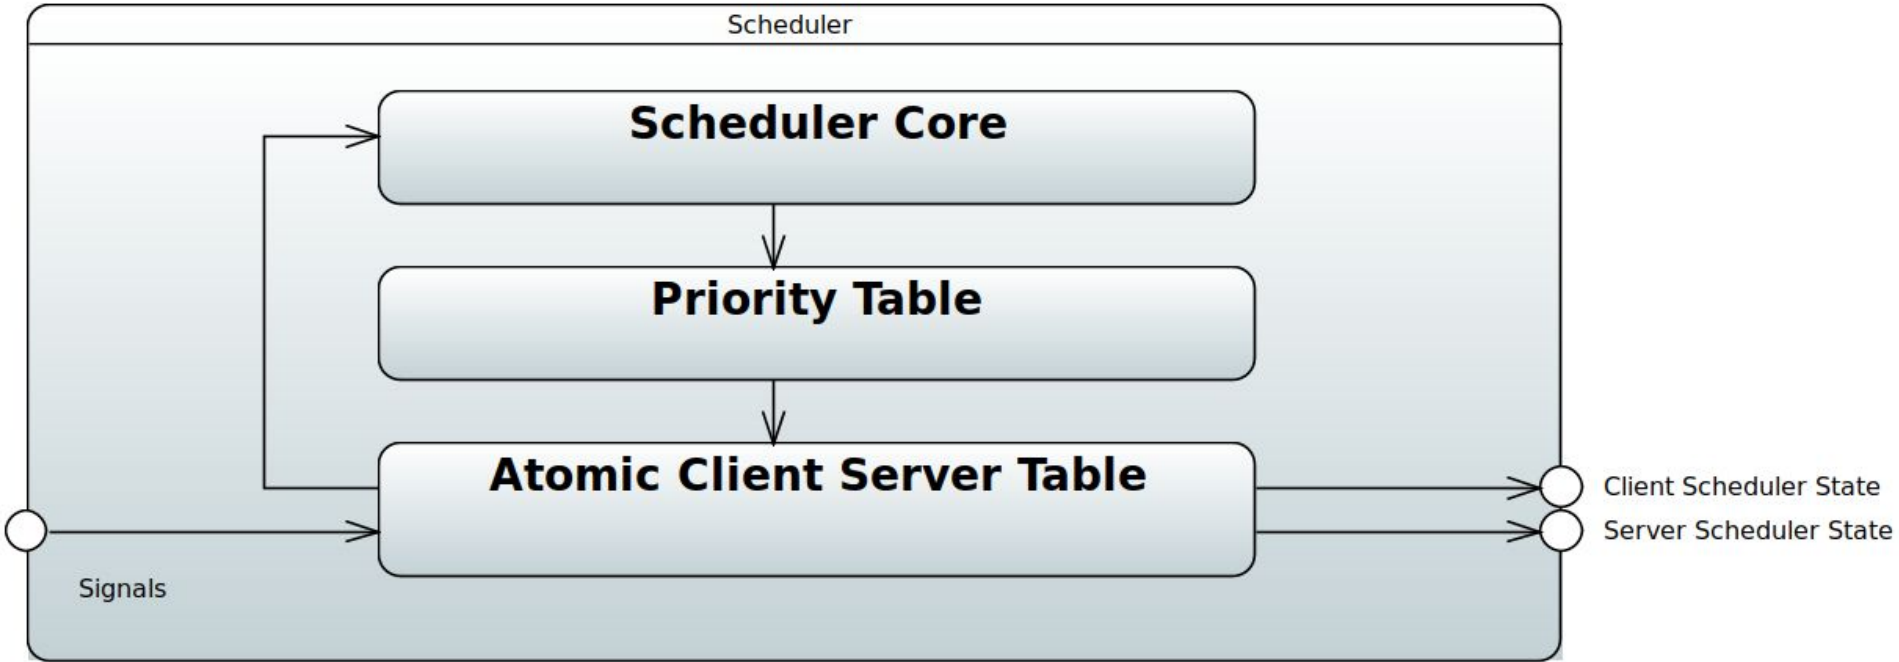 Scheduler
Scheduler Core
Priority Table
Atomic Client Server Table
Client Scheduler State
Server Scheduler State
Signals